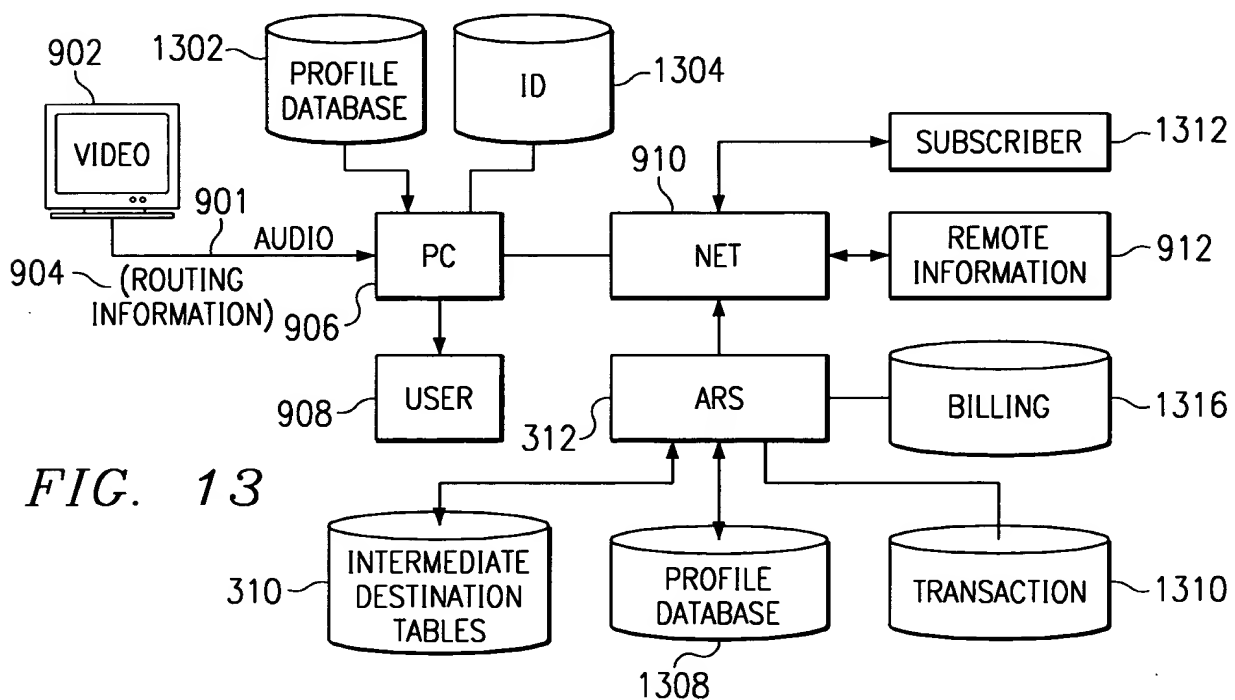 1302
902
PROFILE
DATABASE
ID
1304
VIDEO
910
SUBSCRIBER
1312
901
AUDIO
PC
NET
REMOTE
INFORMATION
912
904
(ROUTING
INFORMATION)
906
USER
908
ARS
312
BILLING
1316
FIG. 13
INTERMEDIATE
DESTINATION
TABLES
310
PROFILE
DATABASE
1308
TRANSACTION
1310